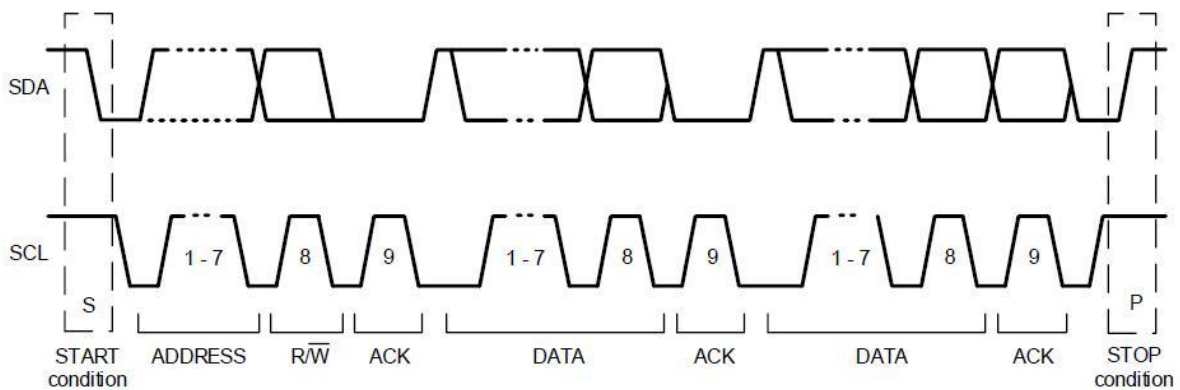 SDA
SCL
1 - 7
8
9
1 - 7
8
9
1 - 7
8
9
S
P
START
condition
ADDRESS
R/W̅
ACK
DATA
ACK
DATA
ACK
STOP
condition